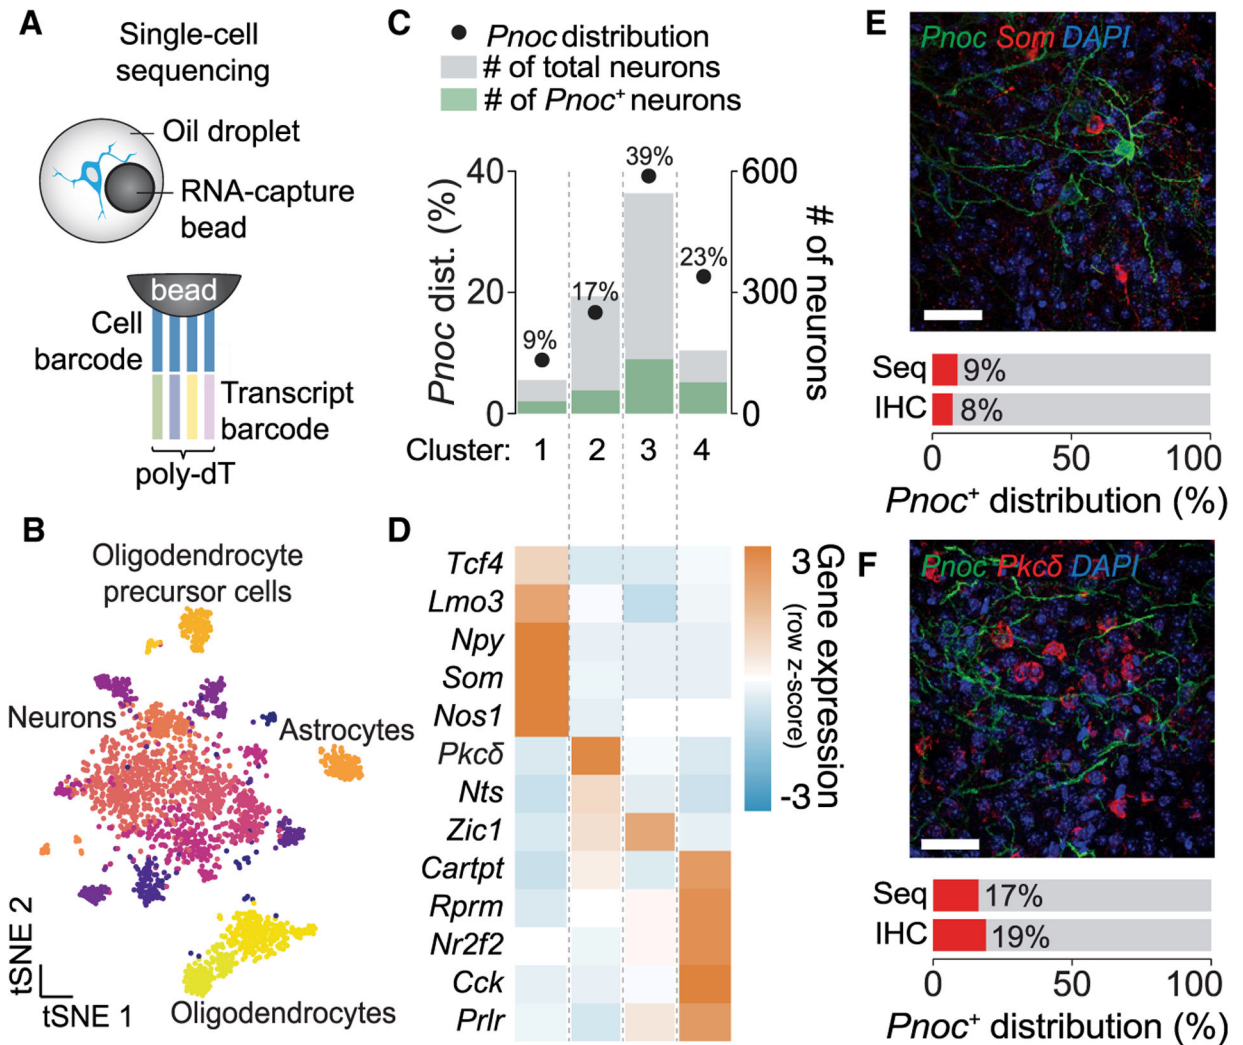 A
Single-cell
sequencing
Oil droplet
RNA-capture
bead
bead
Cell
barcode
Transcript
barcode
poly-dT
B
Oligodendrocyte
precursor cells
Neurons
Astrocytes
Oligodendrocytes
tSNE 2
tSNE 1
C
Pnoc distribution
# of total neurons
# of Pnoc+ neurons
Pnoc dist. (%)
40
20
0
9%
17%
39%
23%
600
300
0
# of neurons
Cluster: 1 2 3 4
D
Tcf4
Lmo3
Npy
Som
Nos1
Pkcδ
Nts
Zic1
Cartpt
Rprm
Nr2f2
Cck
Prlr
3
-3
Gene expression
(row z-score)
E
Pnoc Som DAPI
Seq 9%
IHC 8%
0 50 100
Pnoc+ distribution (%)
F
Pnoc Pkcδ DAPI
Seq 17%
IHC 19%
0 50 100
Pnoc+ distribution (%)